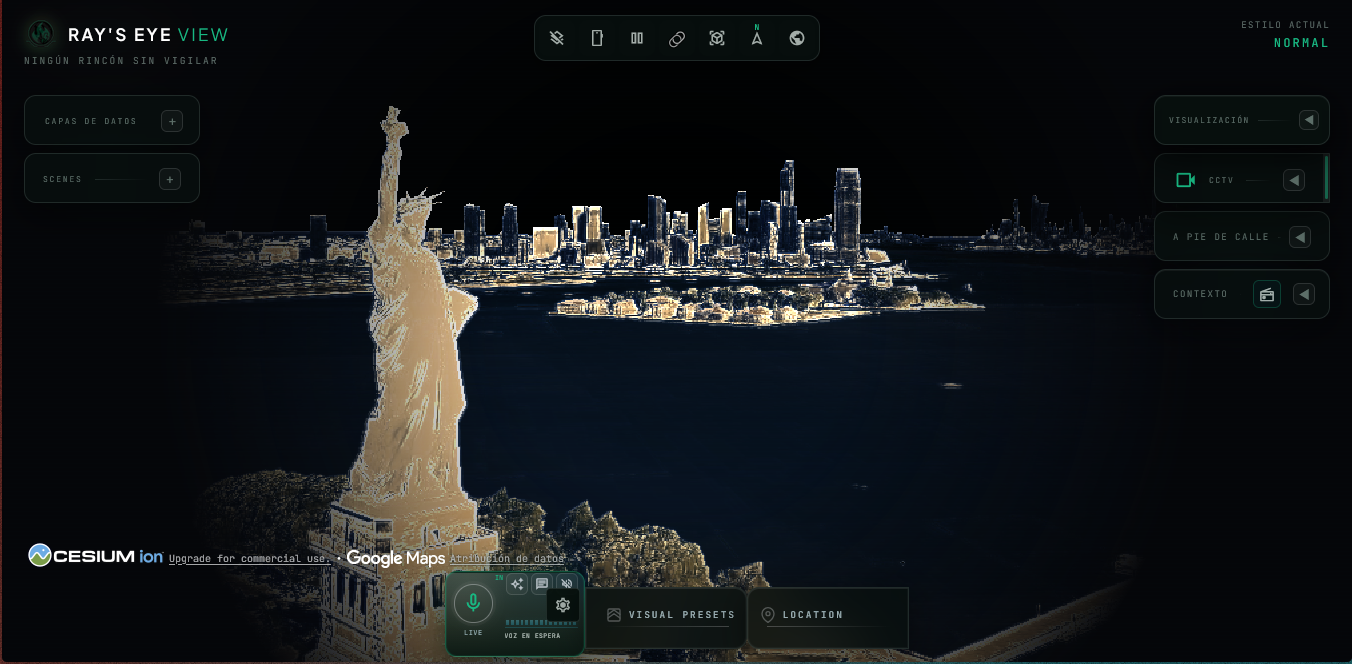 RAY'S EYE VIEW
NINGÚN RINCÓN SIN VIGILAR
N
ESTILO ACTUAL
NORMAL
CAPAS DE DATOS
SCENES
VISUALIZACIÓN
CCTV
A PIE DE CALLE
CONTEXTO
CESIUM ion Upgrade for commercial use. • Google Maps Atribución de datos
IN
LIVE
VOZ EN ESPERA
VISUAL PRESETS
LOCATION